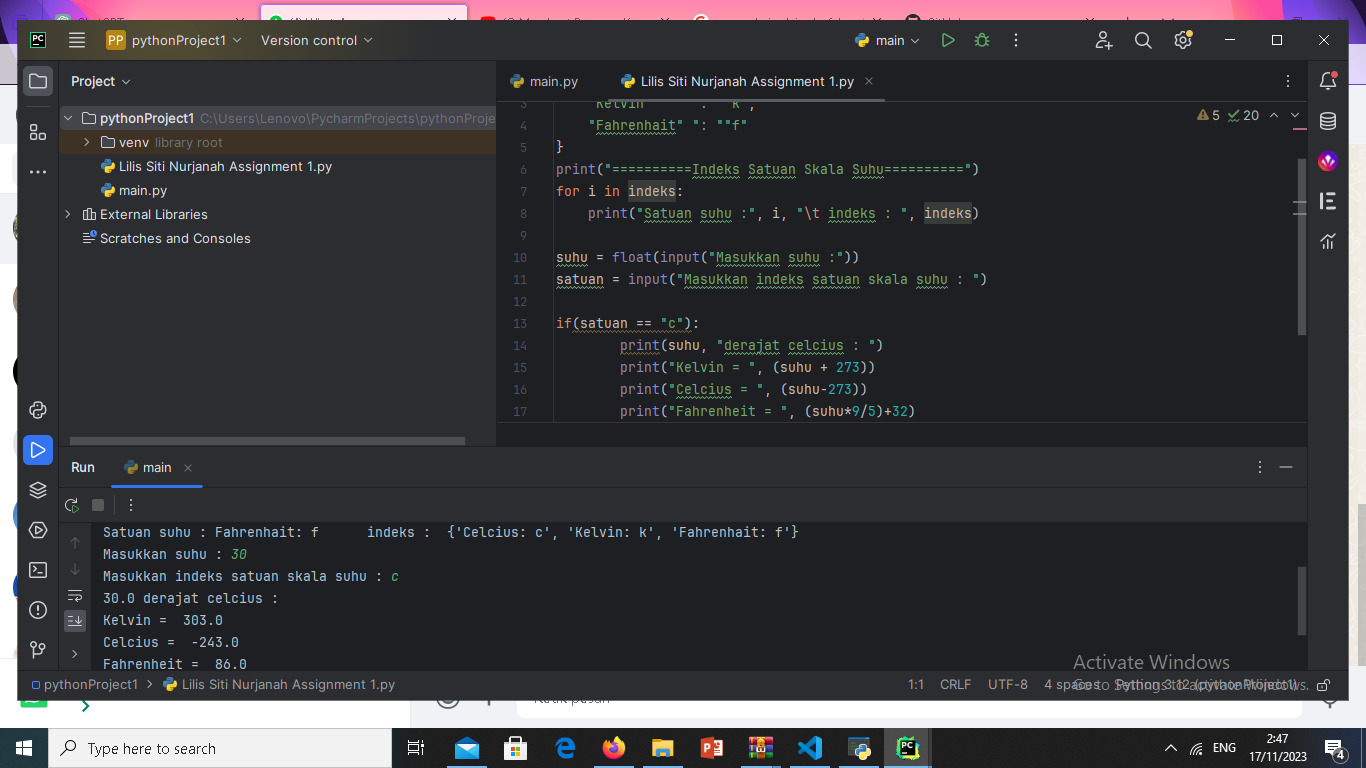 PC
PP pythonProject1
Version control
main
Project
main.py
Lilis Siti Nurjanah Assignment 1.py
pythonProject1 C:\Users\Lenovo\PycharmProjects\pythonProje
venv library root
Lilis Siti Nurjanah Assignment 1.py
main.py
External Libraries
Scratches and Consoles
5 20
3 "Kelvin" ": ""k",
4 "Fahrenhait" ": ""f"
5 }
6 print("==========Indeks Satuan Skala Suhu==========")
7 for i in indeks:
8 print("Satuan suhu :", i, "\t indeks : ", indeks)
9
10 suhu = float(input("Masukkan suhu :"))
11 satuan = input("Masukkan indeks satuan skala suhu : ")
12
13 if(satuan == "c"):
14 print(suhu, "derajat celcius : ")
15 print("Kelvin = ", (suhu + 273))
16 print("Celcius = ", (suhu-273))
17 print("Fahrenheit = ", (suhu*9/5)+32)
Run
main
Satuan suhu : Fahrenhait: f indeks : {'Celcius: c', 'Kelvin: k', 'Fahrenhait: f'}
Masukkan suhu : 30
Masukkan indeks satuan skala suhu : c
30.0 derajat celcius :
Kelvin = 303.0
Celcius = -243.0
Fahrenheit = 86.0
Activate Windows
Go to Settings to activate Windows.
pythonProject1 > Lilis Siti Nurjanah Assignment 1.py
1:1 CRLF UTF-8 4 spaces Python 3.12 (pythonProject1)
Type here to search
ENG
2:47
17/11/2023
4